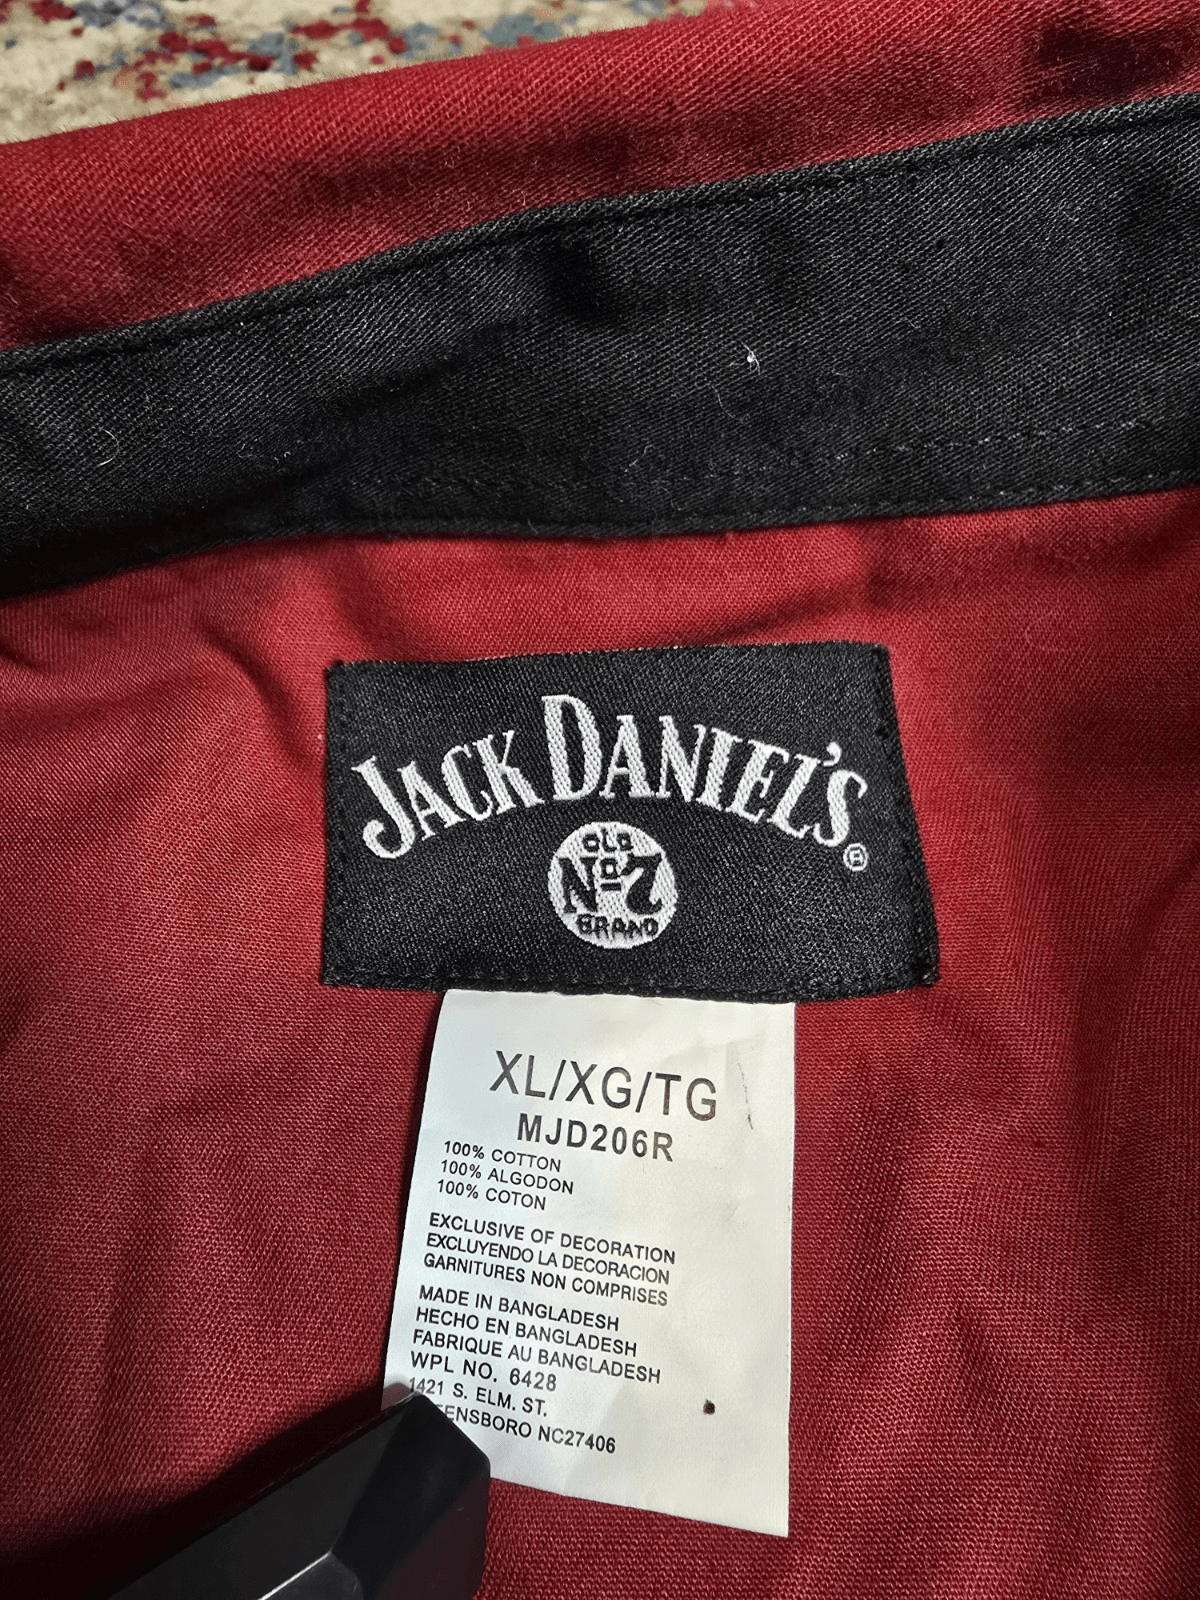 JACK DANIEL'S ®
OLD
No 7
BRAND
XL/XG/TG
MJD206R
100% COTTON
100% ALGODON
100% COTON
EXCLUSIVE OF DECORATION
EXCLUYENDO LA DECORACION
GARNITURES NON COMPRISES
MADE IN BANGLADESH
HECHO EN BANGLADESH
FABRIQUE AU BANGLADESH
WPL NO. 6428
1421 S. ELM. ST.
NC27406